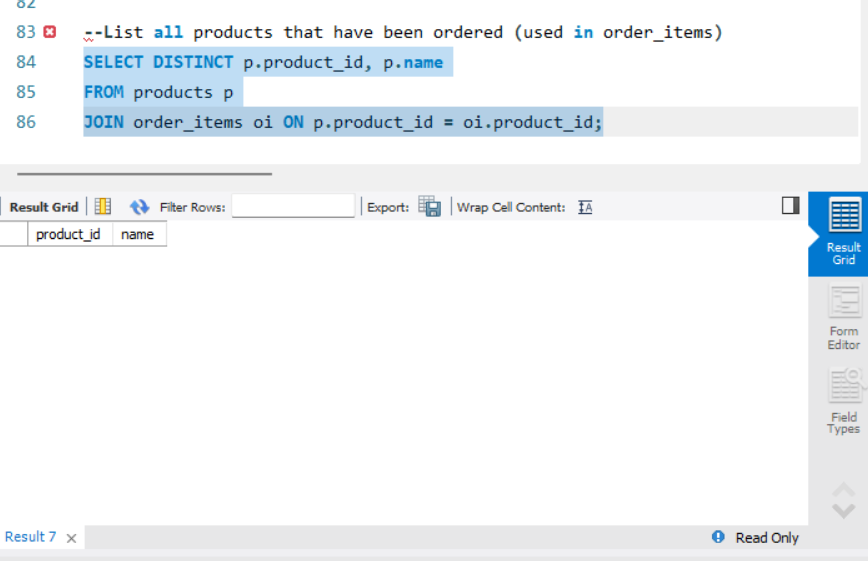 82
83 --List all products that have been ordered (used in order_items)
84 SELECT DISTINCT p.product_id, p.name
85 FROM products p
86 JOIN order_items oi ON p.product_id = oi.product_id;
Result Grid Filter Rows: Export: Wrap Cell Content: IA
product_id name
Result
Grid
Form
Editor
Field
Types
Result 7 × Read Only